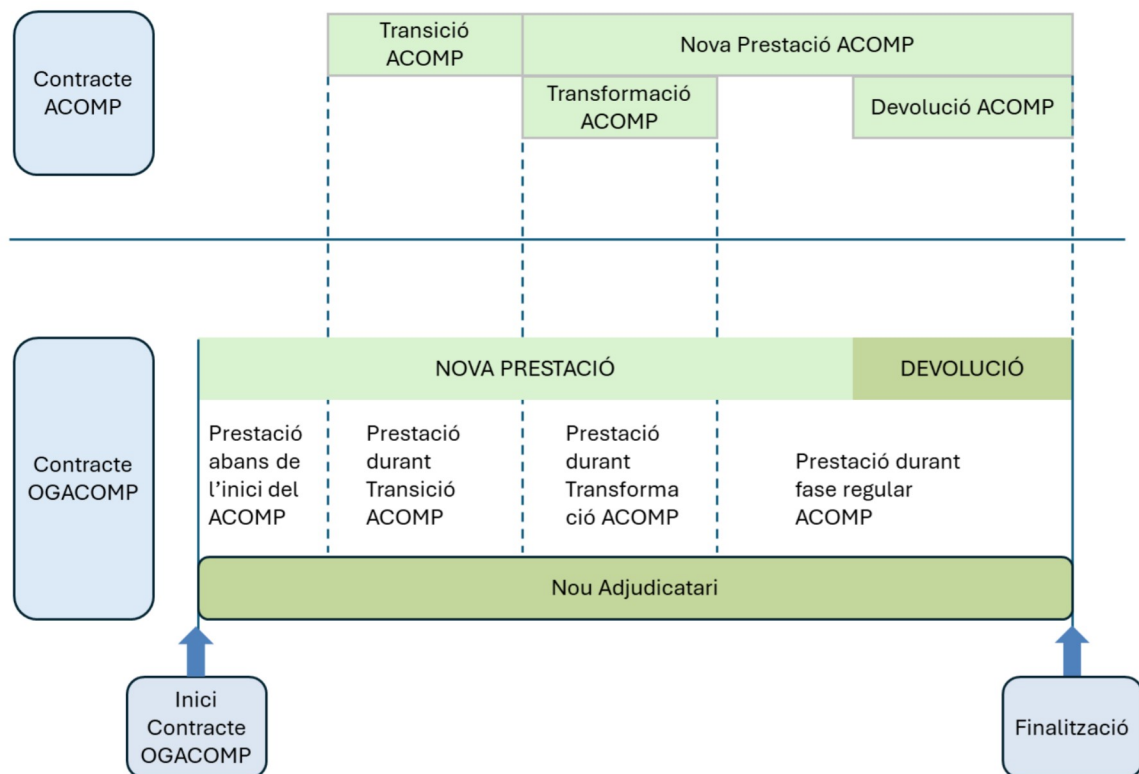 Contracte
ACOMP
Transició
ACOMP
Nova Prestació ACOMP
Transformació
ACOMP
Devolució ACOMP
Contracte
OGACOMP
NOVA PRESTACIÓ
DEVOLUCIÓ
Prestació
abans de
l’inici del
ACOMP
Prestació
durant
Transició
ACOMP
Prestació
durant
Transforma
ció ACOMP
Prestació durant
fase regular
ACOMP
Nou Adjudicatari
Inici
Contracte
OGACOMP
Finalització